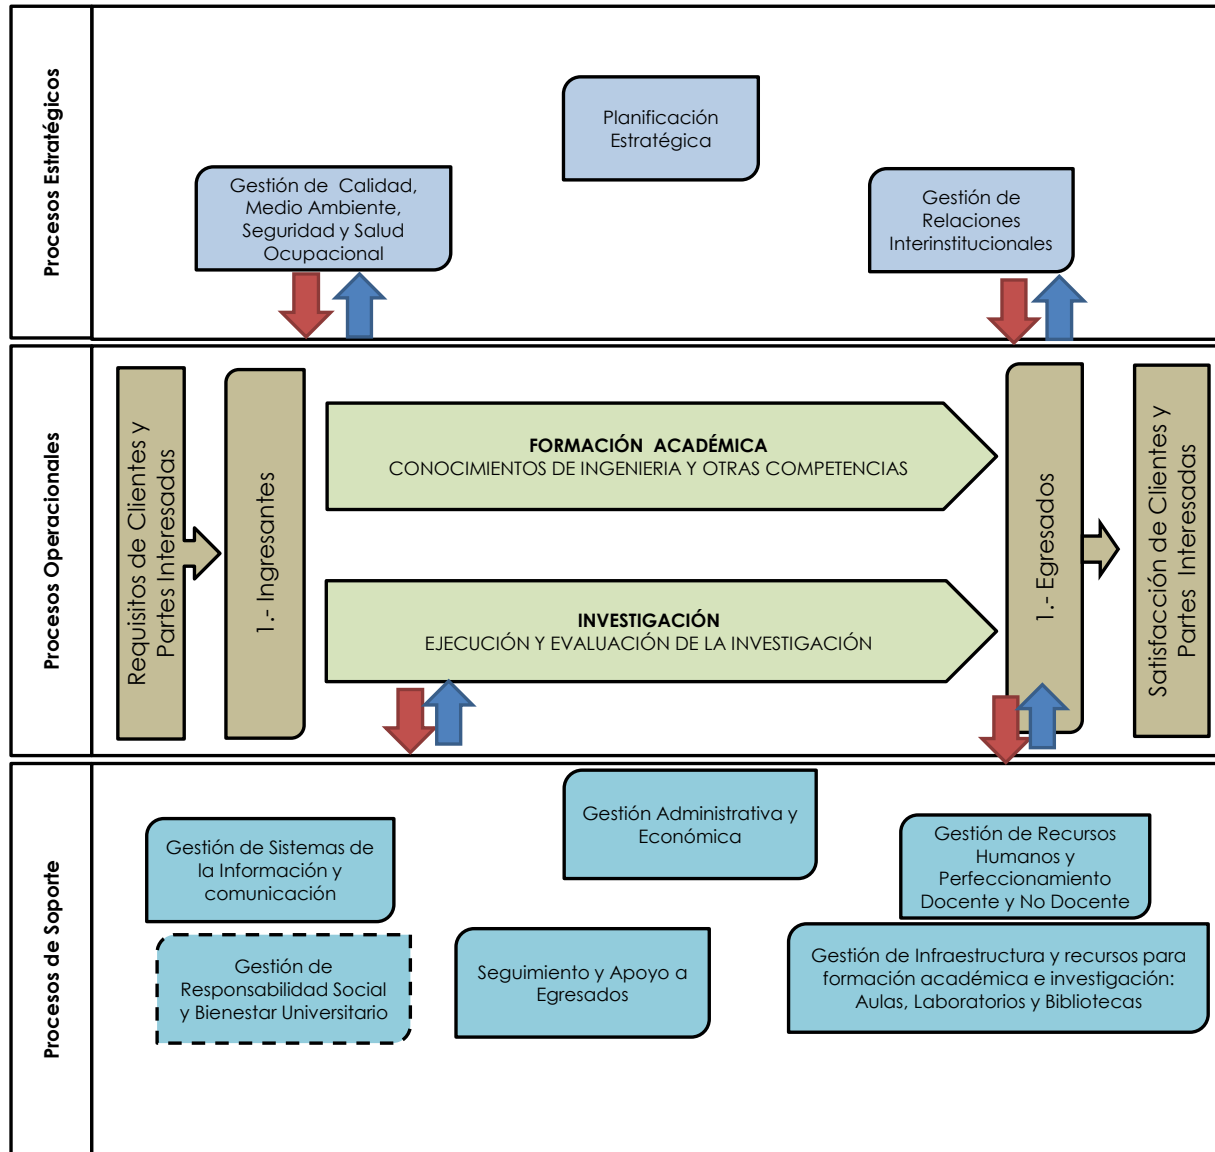 Procesos Estratégicos
Planificación
Estratégica
Gestión de Calidad,
Medio Ambiente,
Seguridad y Salud
Ocupacional
Gestión de
Relaciones
Interinstitucionales
Procesos Operacionales
Requisitos de Clientes y
Partes Interesadas
1.- Ingresantes
FORMACIÓN ACADÉMICA
CONOCIMIENTOS DE INGENIERIA Y OTRAS COMPETENCIAS
INVESTIGACIÓN
EJECUCIÓN Y EVALUACIÓN DE LA INVESTIGACIÓN
1.- Egresados
Satisfacción de Clientes y
Partes Interesadas
Procesos de Soporte
Gestión Administrativa y
Económica
Gestión de Sistemas de
la Información y
comunicación
Gestión de Recursos
Humanos y
Perfeccionamiento
Docente y No Docente
Gestión de
Responsabilidad Social
y Bienestar Universitario
Seguimiento y Apoyo a
Egresados
Gestión de Infraestructura y recursos para
formación académica e investigación:
Aulas, Laboratorios y Bibliotecas